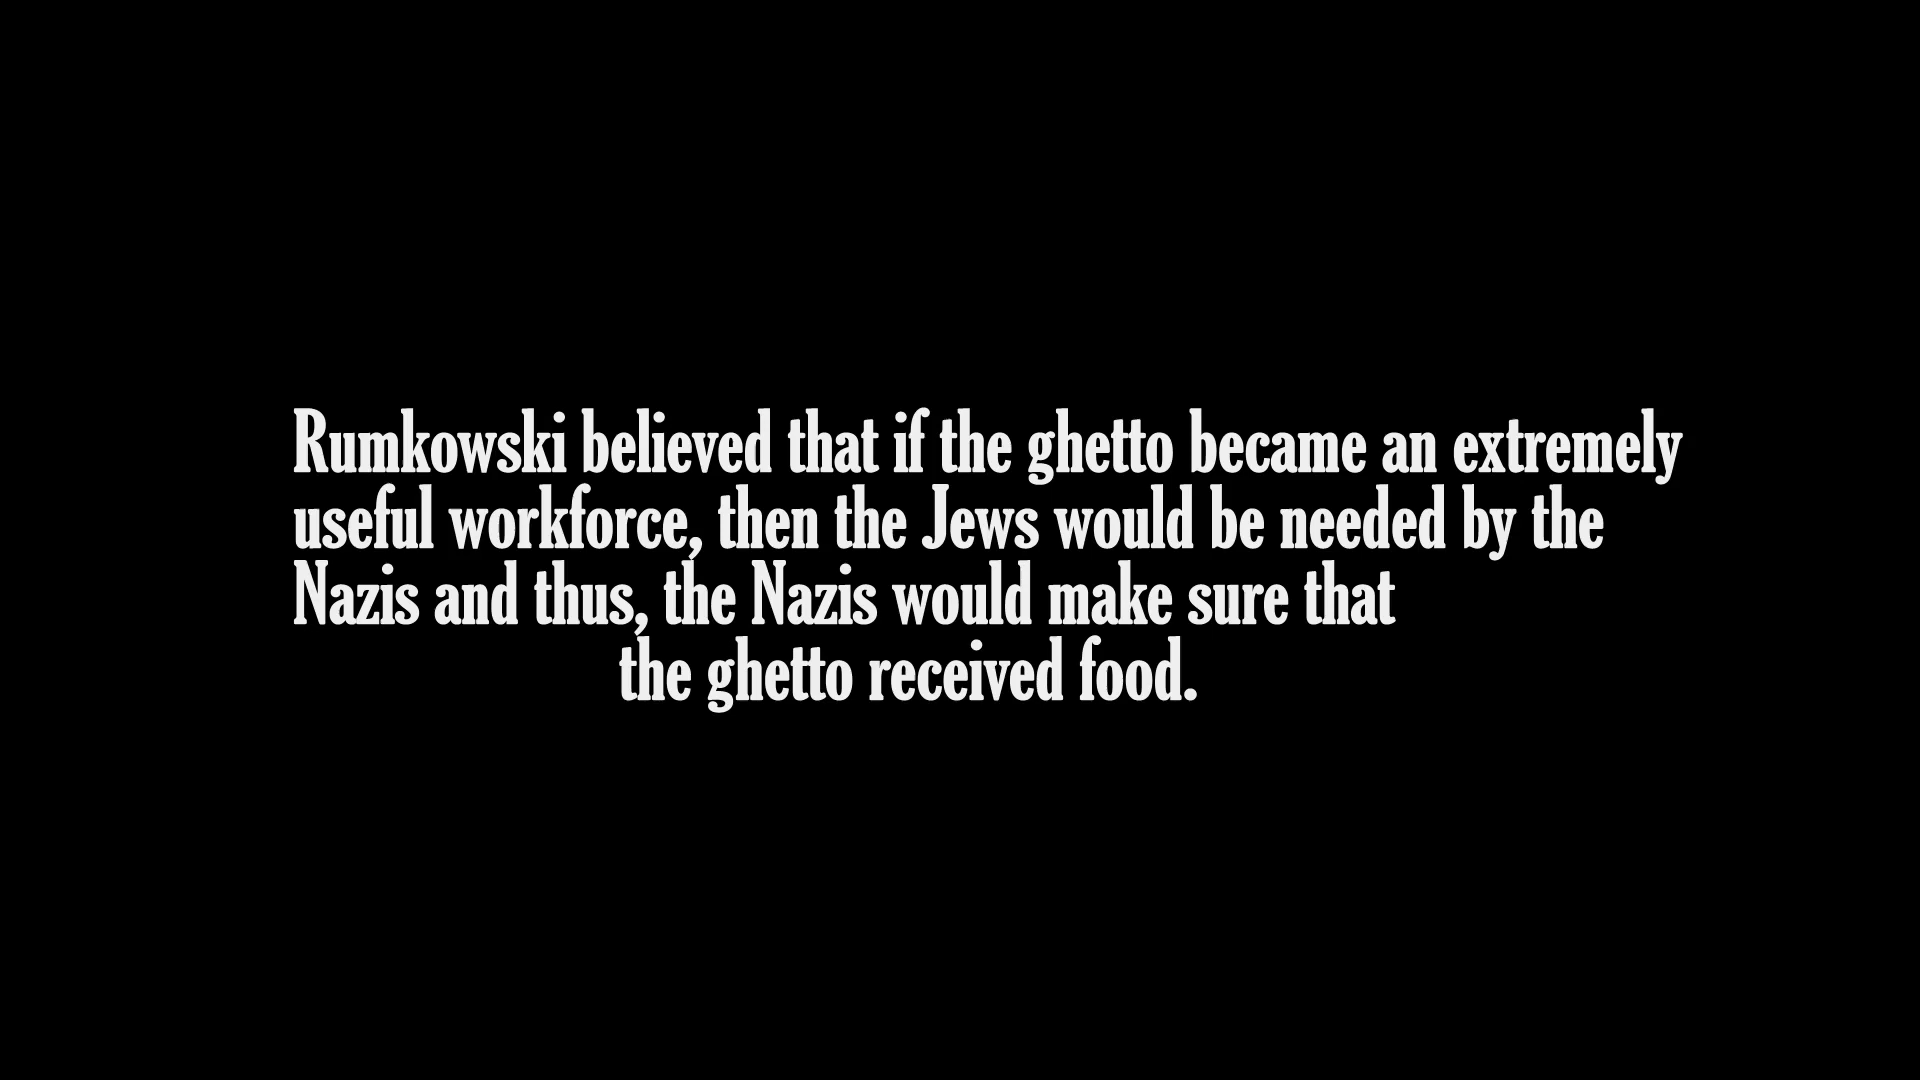 Rumkowski believed that if the ghetto became an extremely
useful workforce, then the Jews would be needed by the
Nazis and thus, the Nazis would make sure that
the ghetto received food.